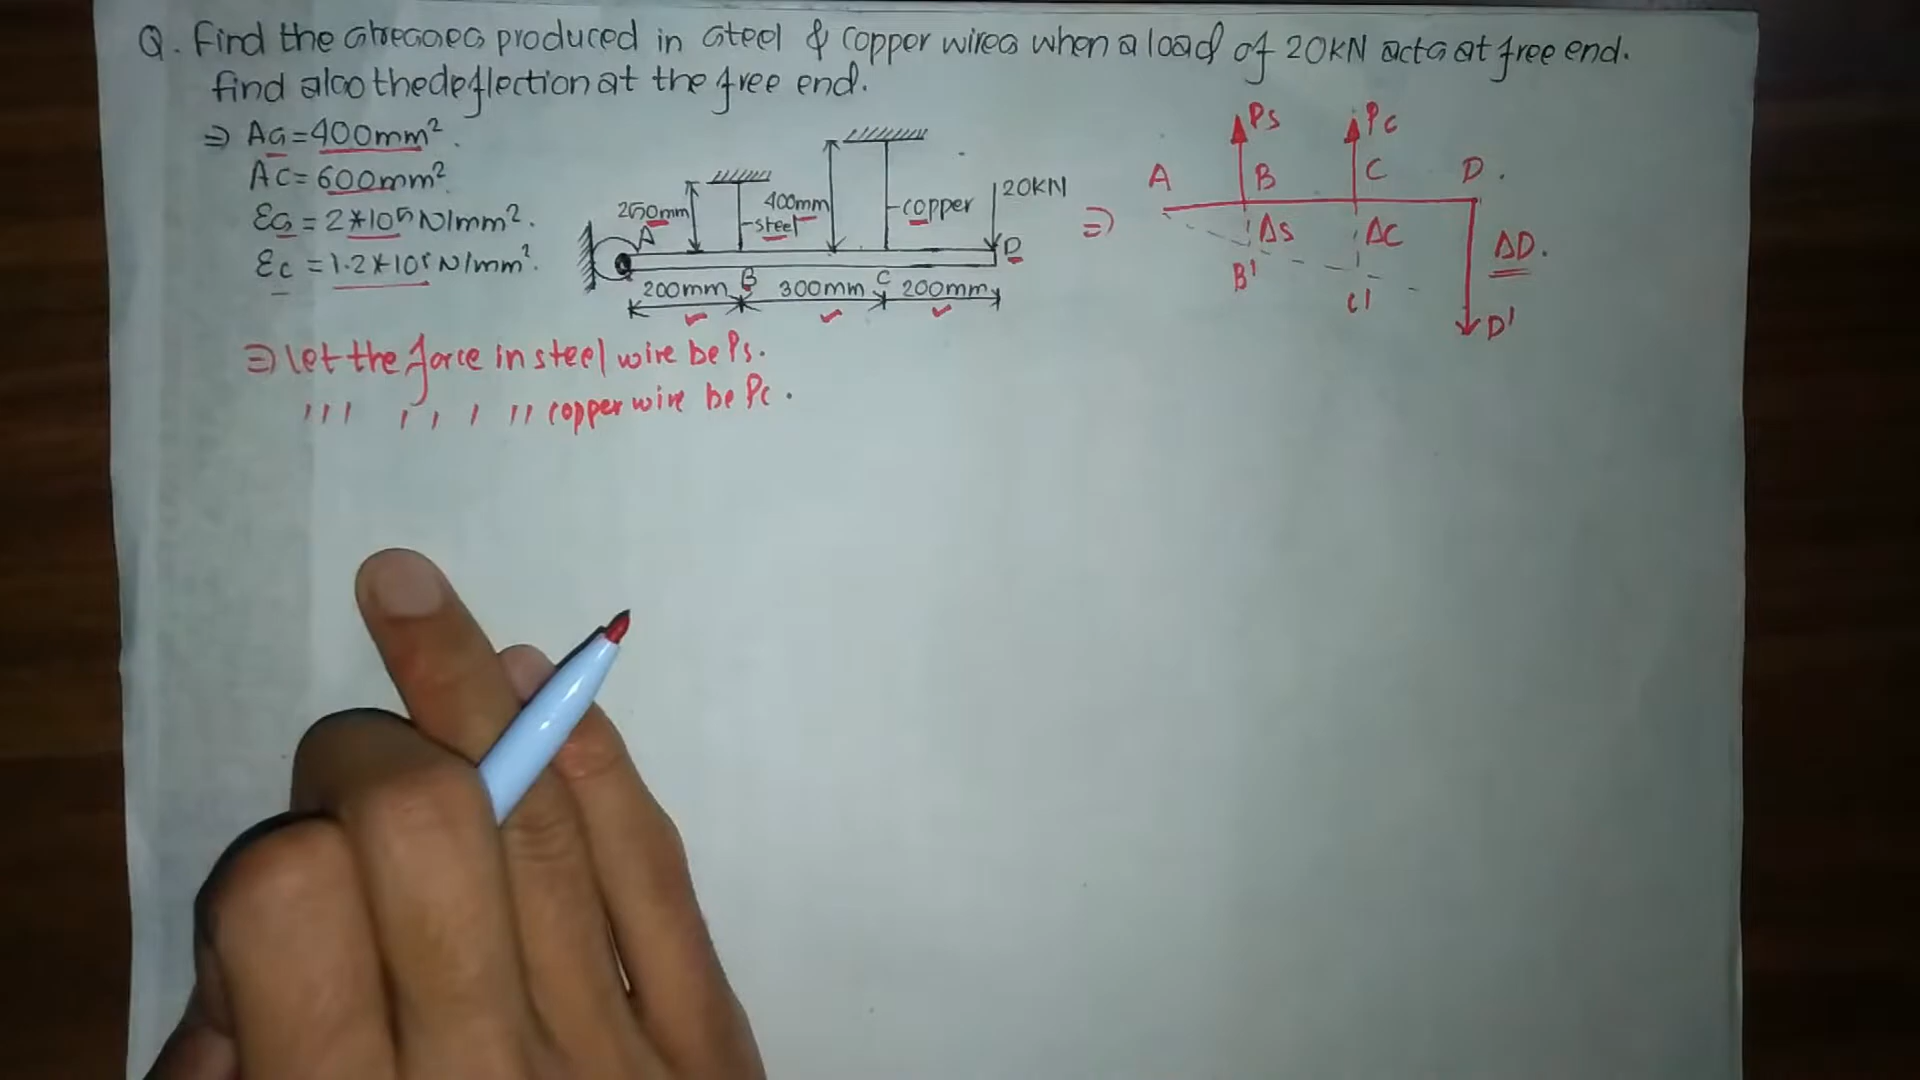 Q. Find the stresses produced in steel & copper wires when a load of 20KN acts at free end.
find also the deflection at the free end.
⇒ As = 400mm².
Ac = 600mm².
Es = 2*10⁵ N/mm².
Ec = 1.2*10⁵ N/mm².
250mm
400mm
steel
copper
20KN
A
B
C
D
200mm
300mm
200mm
⇒
Ps
Pc
A
B
C
D.
Δs
Δc
ΔD.
B'
C'
D'
⇒ let the force in steel wire be Ps.
''' ' ' ' '' copper wire be Pc.